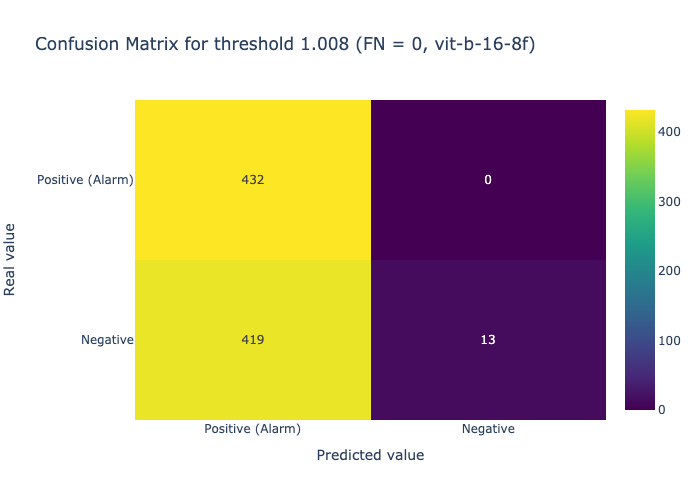 Confusion Matrix for threshold 1.008 (FN = 0, vit-b-16-8f)
Real value
Positive (Alarm)
432
0
Negative
419
13
Positive (Alarm)
Negative
Predicted value
400
300
200
100
0